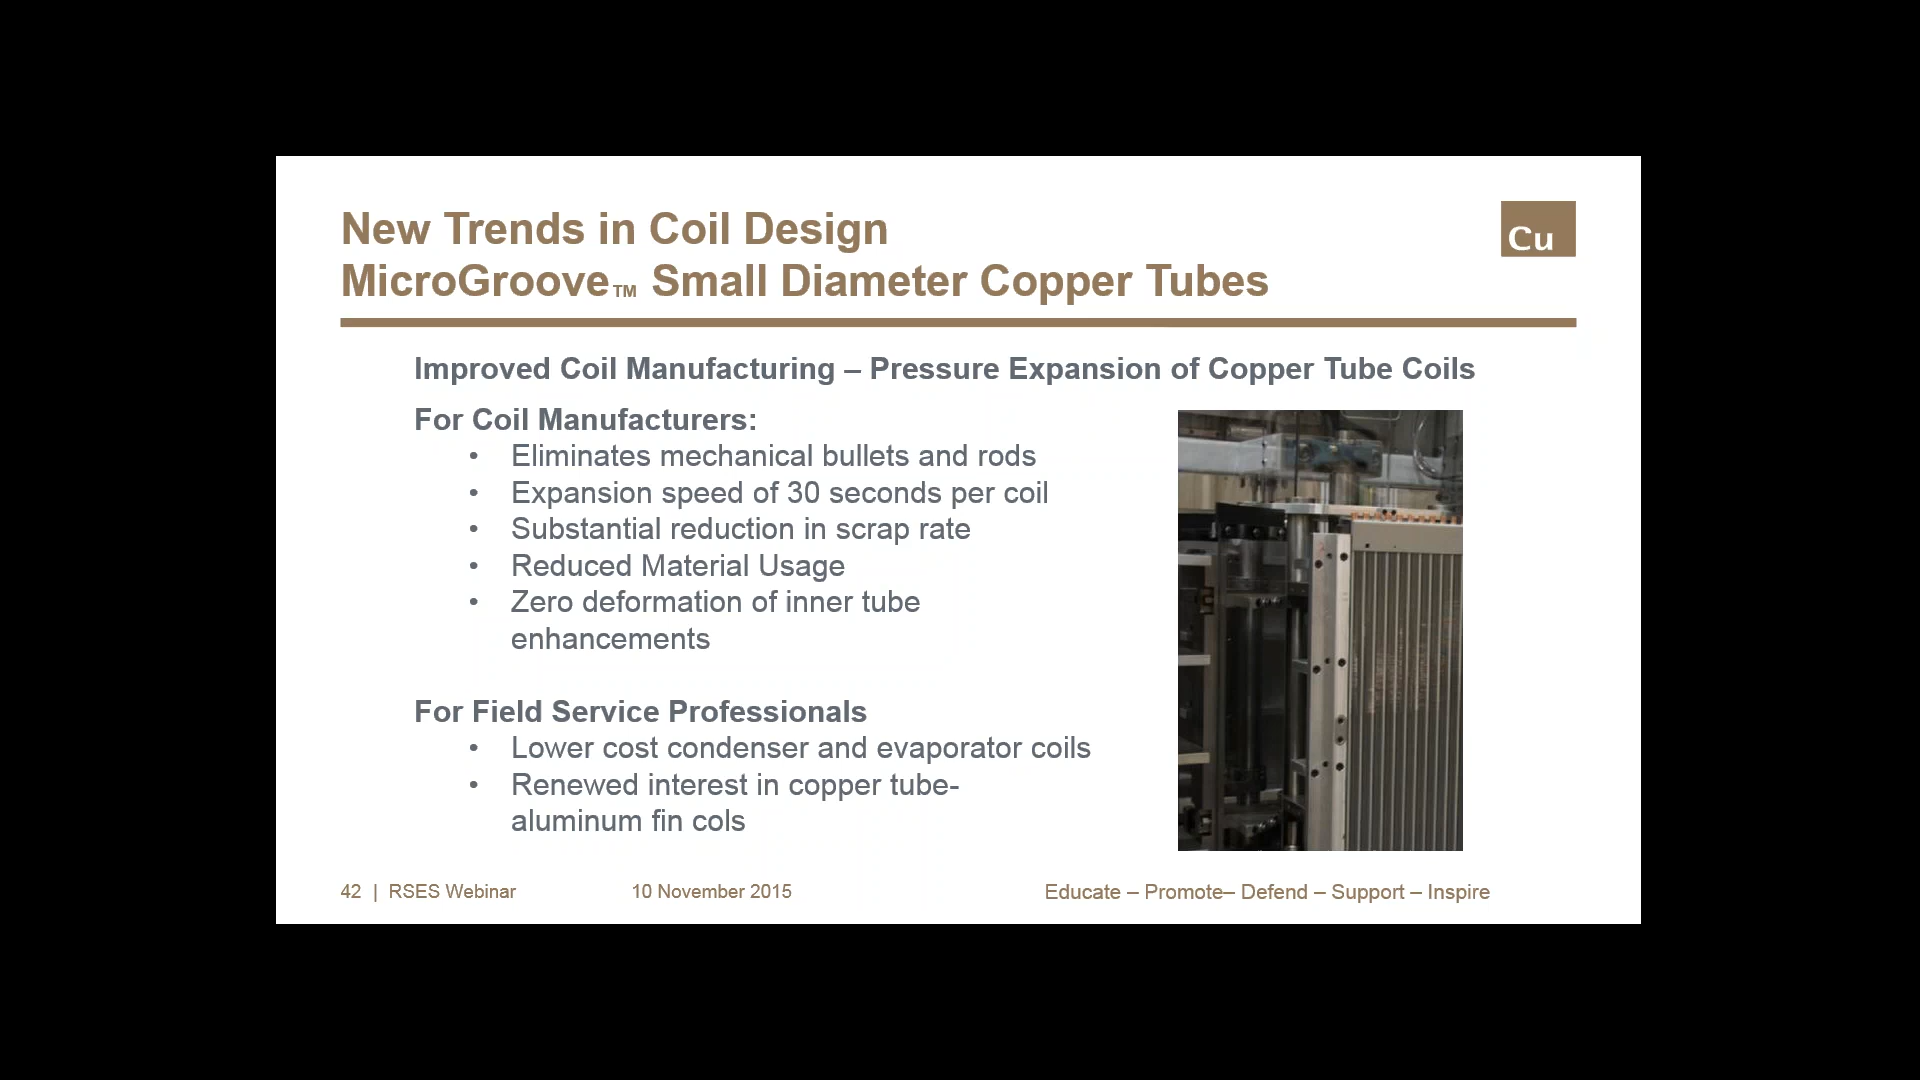 New Trends in Coil Design
Cu
MicroGroove™ Small Diameter Copper Tubes
Improved Coil Manufacturing – Pressure Expansion of Copper Tube Coils
For Coil Manufacturers:
• Eliminates mechanical bullets and rods
• Expansion speed of 30 seconds per coil
• Substantial reduction in scrap rate
• Reduced Material Usage
• Zero deformation of inner tube
enhancements
For Field Service Professionals
• Lower cost condenser and evaporator coils
• Renewed interest in copper tube-
aluminum fin cols
42 | RSES Webinar 10 November 2015 Educate – Promote– Defend – Support – Inspire